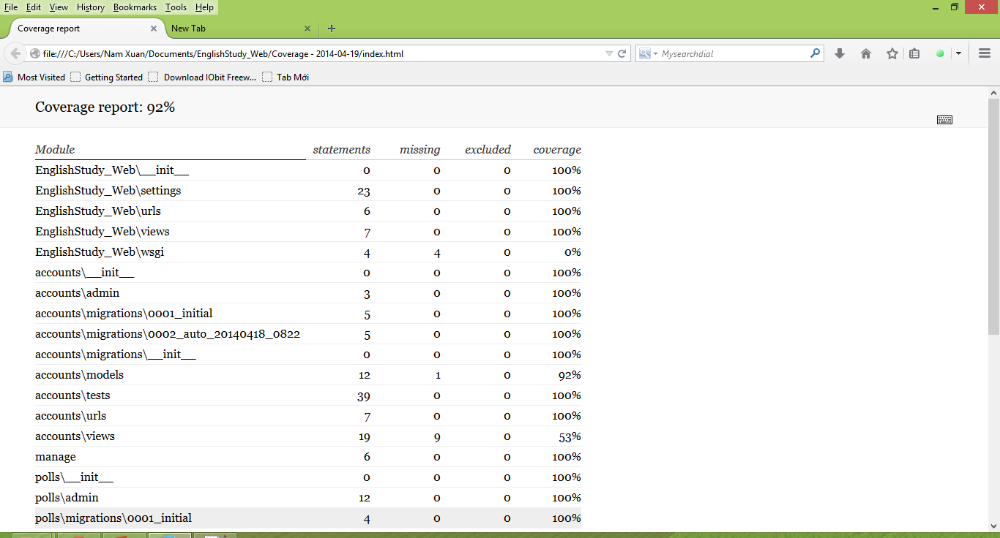 File Edit View History Bookmarks Tools Help
Coverage report New Tab
file:///C:/Users/Nam Xuan/Documents/EnglishStudy_Web/Coverage - 2014-04-19/index.html Mysearchdial
Most Visited Getting Started Download IObit Freew... Tab Mới
Coverage report: 92%
Module statements missing excluded coverage
EnglishStudy_Web\__init__ 0 0 0 100%
EnglishStudy_Web\settings 23 0 0 100%
EnglishStudy_Web\urls 6 0 0 100%
EnglishStudy_Web\views 7 0 0 100%
EnglishStudy_Web\wsgi 4 4 0 0%
accounts\__init__ 0 0 0 100%
accounts\admin 3 0 0 100%
accounts\migrations\0001_initial 5 0 0 100%
accounts\migrations\0002_auto_20140418_0822 5 0 0 100%
accounts\migrations\__init__ 0 0 0 100%
accounts\models 12 1 0 92%
accounts\tests 39 0 0 100%
accounts\urls 7 0 0 100%
accounts\views 19 9 0 53%
manage 6 0 0 100%
polls\__init__ 0 0 0 100%
polls\admin 12 0 0 100%
polls\migrations\0001_initial 4 0 0 100%